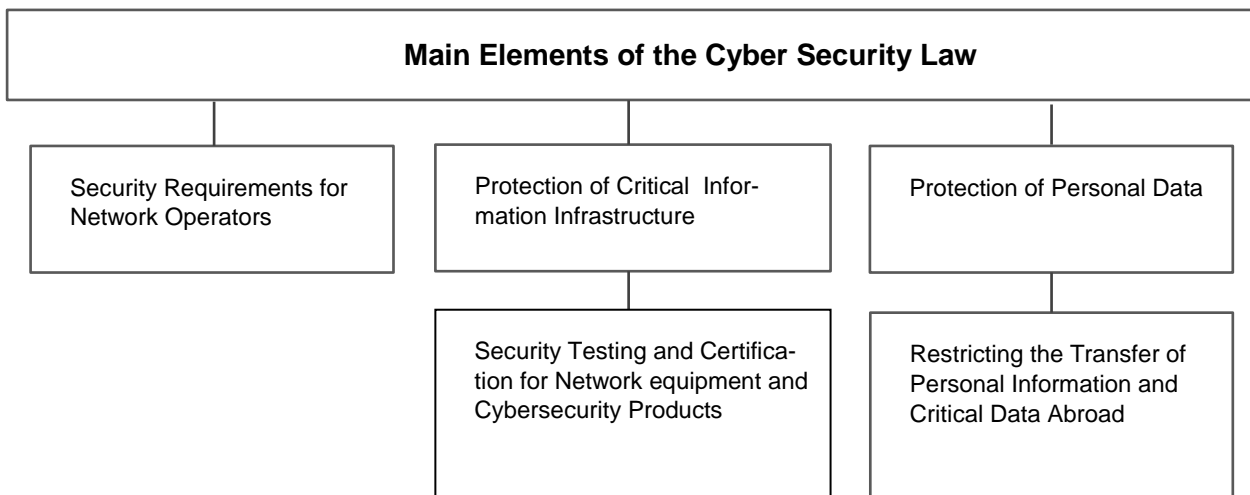 Main Elements of the Cyber Security Law
Security Requirements for
Network Operators
Protection of Critical Infor-
mation Infrastructure
Protection of Personal Data
Security Testing and Certifica-
tion for Network equipment and
Cybersecurity Products
Restricting the Transfer of
Personal Information and
Critical Data Abroad